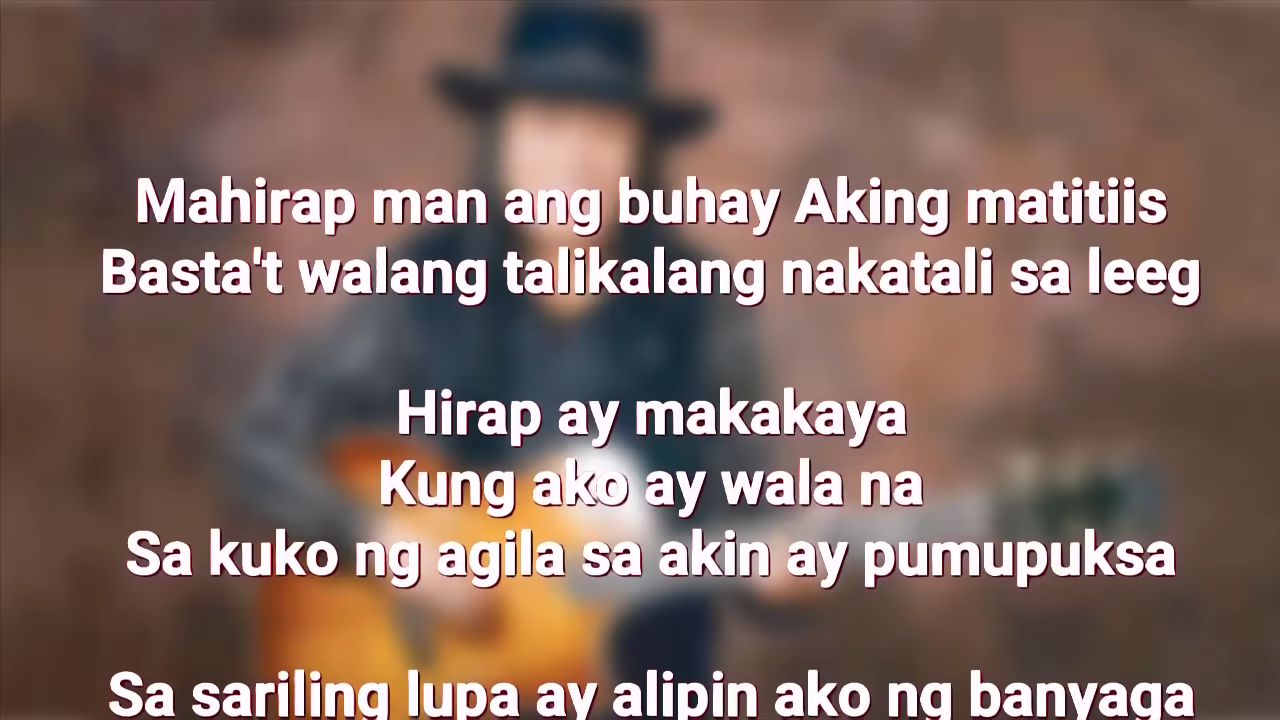 Mahirap man ang buhay Aking matitiis
Basta't walang talikalang nakatali sa leeg
Hirap ay makakaya
Kung ako ay wala na
Sa kuko ng agila sa akin ay pumupuksa
Sa sariling lupa ay alipin ako ng banyaga